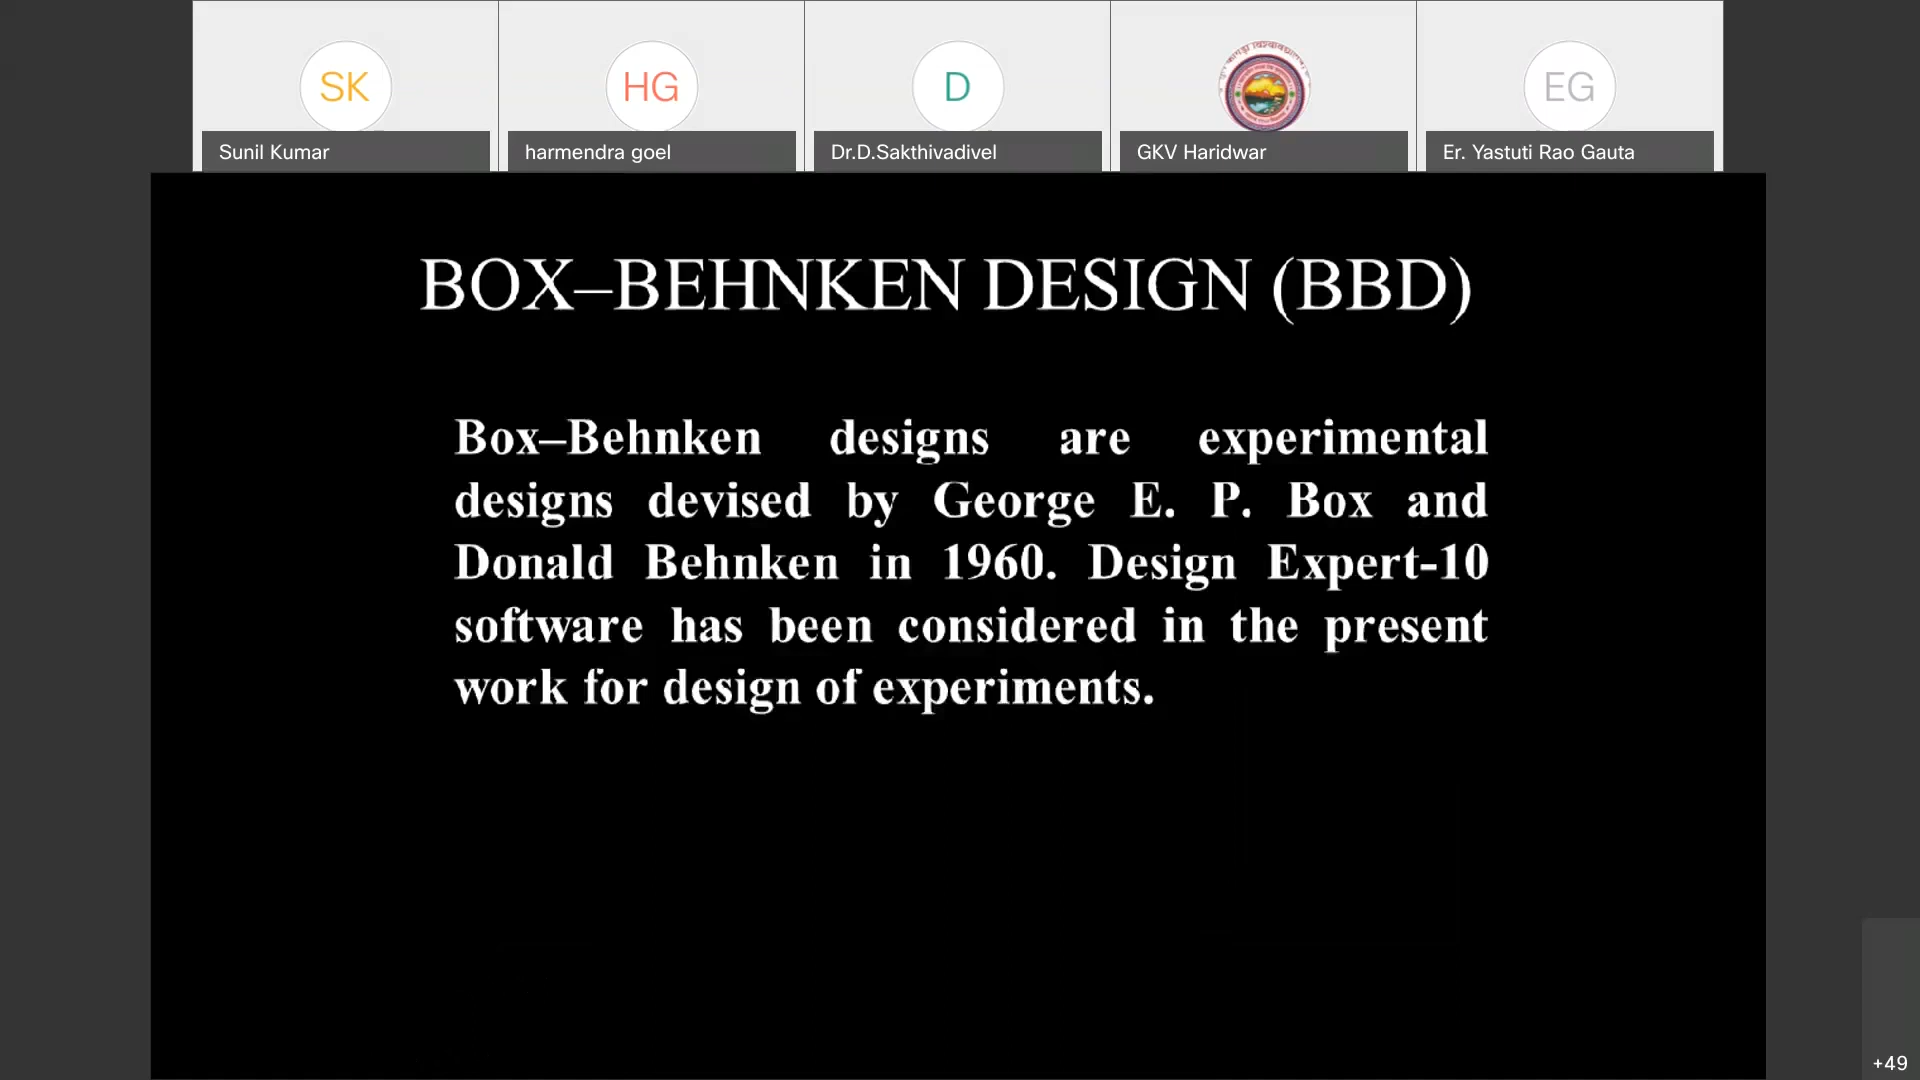 SK
HG
D
EG
Sunil Kumar
harmendra goel
Dr.D.Sakthivadivel
GKV Haridwar
Er. Yastuti Rao Gauta
BOX–BEHNKEN DESIGN (BBD)
Box–Behnken designs are experimental
designs devised by George E. P. Box and
Donald Behnken in 1960. Design Expert-10
software has been considered in the present
work for design of experiments.
+49